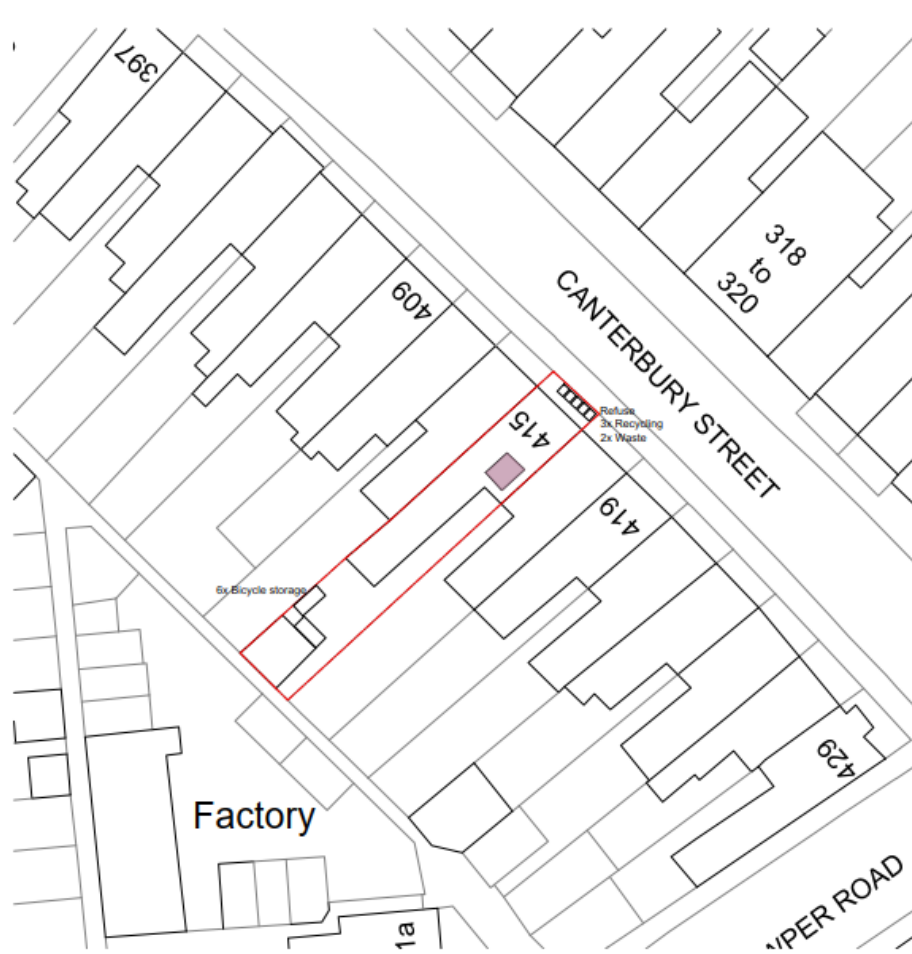 397
318
to
320
409
CANTERBURY STREET
415
Refuse
3x Recycling
2x Waste
419
6x Bicycle storage
429
Factory
WPER ROAD
1a